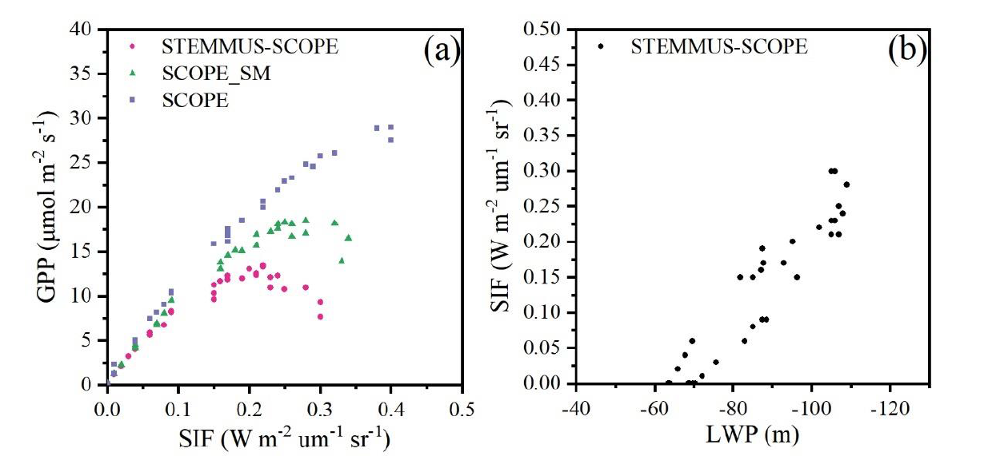 40
35
30
25
20
15
10
5
0
GPP (μmol m-2 s-1)
STEMMUS-SCOPE
SCOPE_SM
SCOPE
(a)
0.0 0.1 0.2 0.3 0.4 0.5
SIF (W m-2 um-1 sr-1)
0.50
0.45
0.40
0.35
0.30
0.25
0.20
0.15
0.10
0.05
0.00
SIF (W m-2 um-1 sr-1)
STEMMUS-SCOPE
(b)
-40 -60 -80 -100 -120
LWP (m)